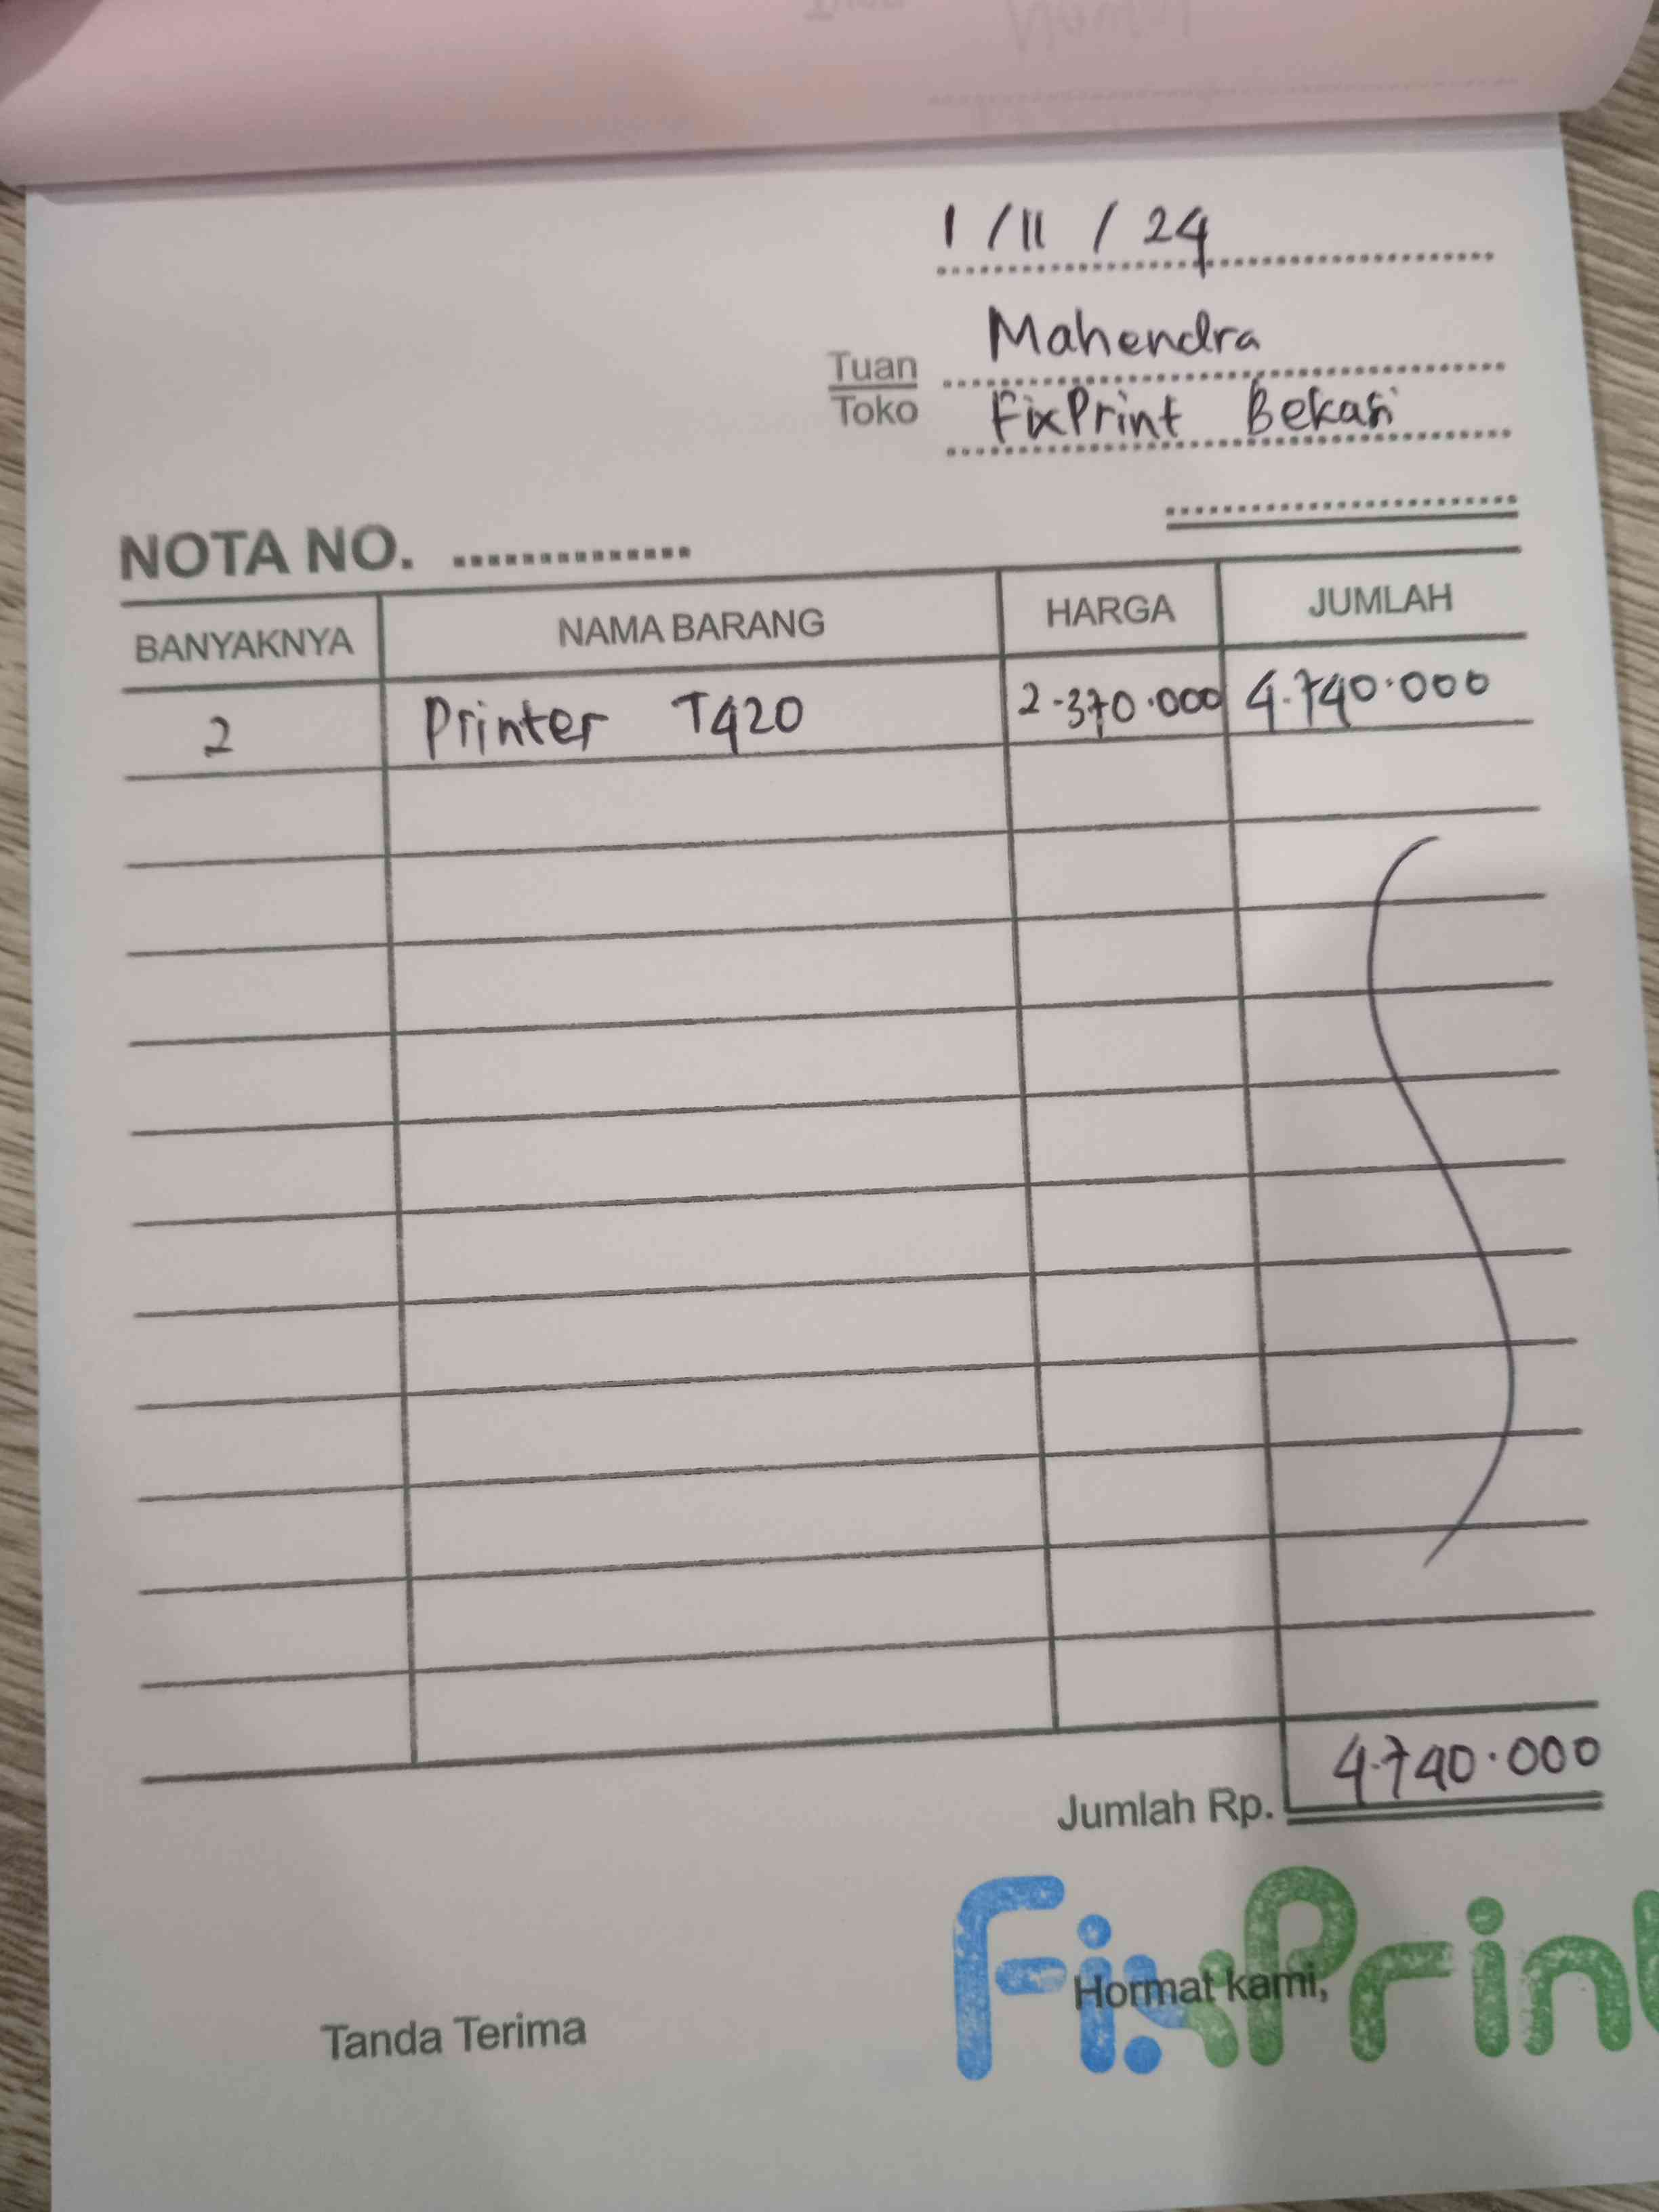 1 / 11 / 24
Tuan
Toko
Mahendra
FixPrint Bekasi
NOTA NO. ..............
BANYAKNYA NAMA BARANG HARGA JUMLAH
2 Printer T420 2.370.000 4.740.000
Jumlah Rp. 4.740.000
FixPrint
Tanda Terima Hormat kami,